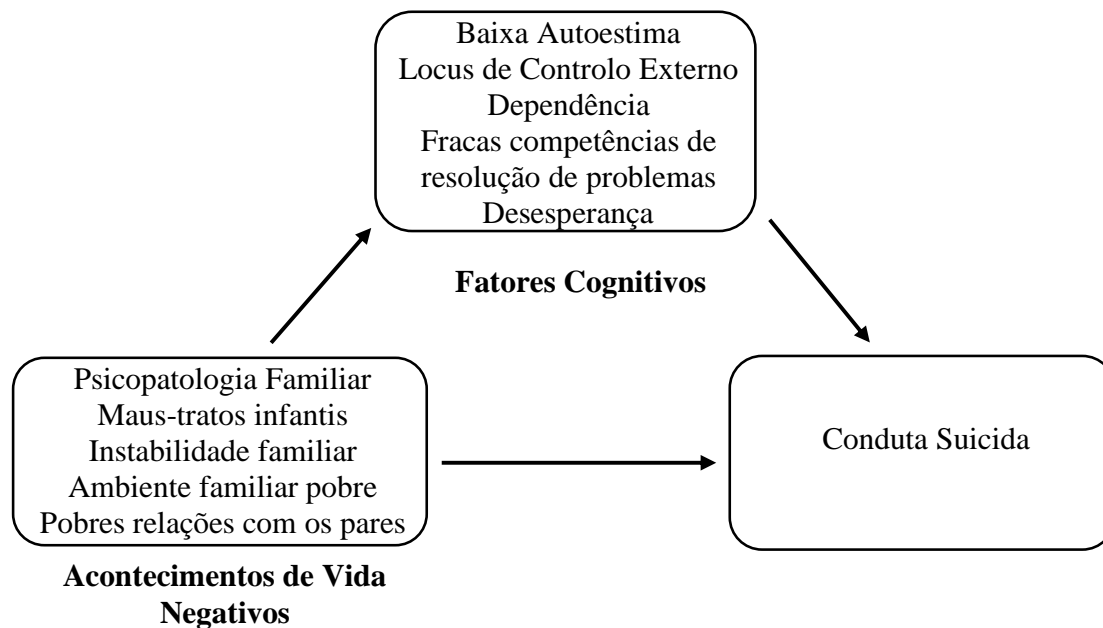 Baixa Autoestima
Locus de Controlo Externo
Dependência
Fracas competências de
resolução de problemas
Desesperança
Fatores Cognitivos
Psicopatologia Familiar
Maus-tratos infantis
Instabilidade familiar
Ambiente familiar pobre
Pobres relações com os pares
Acontecimentos de Vida
Negativos
Conduta Suicida